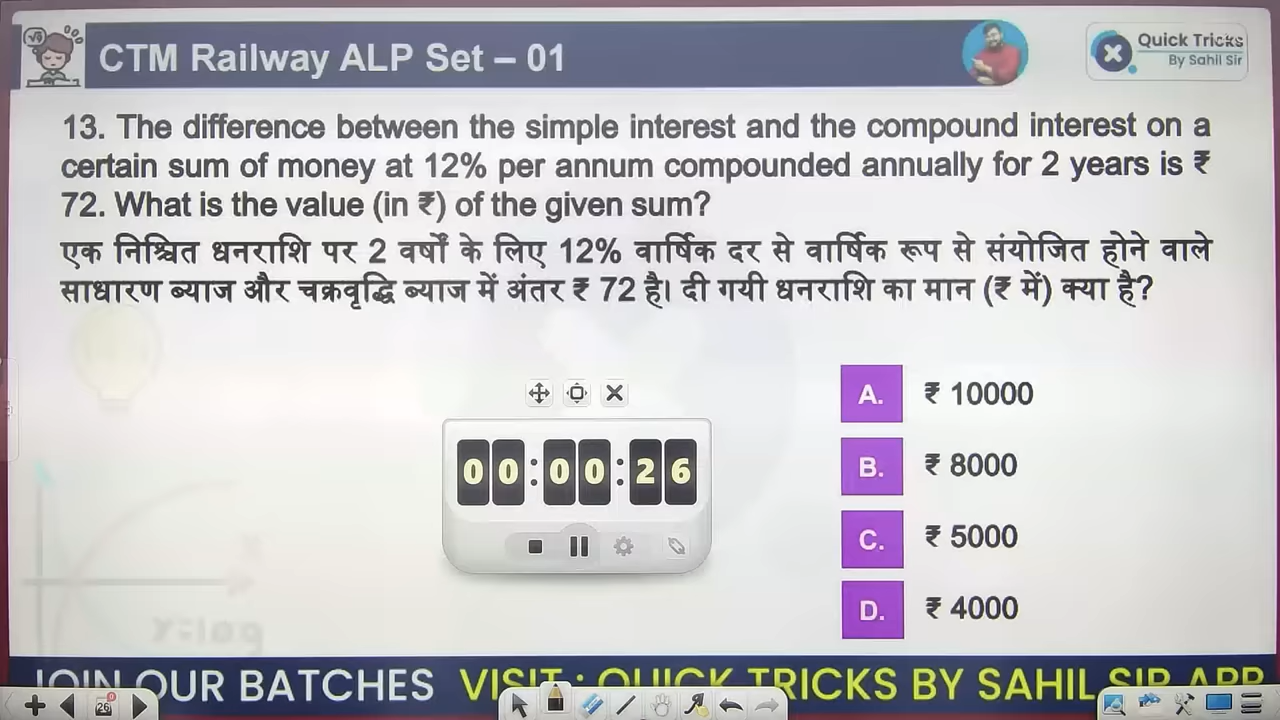 CTM Railway ALP Set – 01
Quick Tricks
By Sahil Sir
13. The difference between the simple interest and the compound interest on a
certain sum of money at 12% per annum compounded annually for 2 years is ₹
72. What is the value (in ₹) of the given sum?
एक निश्चित धनराशि पर 2 वर्षों के लिए 12% वार्षिक दर से वार्षिक रूप से संयोजित होने वाले
साधारण ब्याज और चक्रवृद्धि ब्याज में अंतर ₹ 72 है। दी गयी धनराशि का मान (₹ में) क्या है?
00:00:26
A. ₹ 10000
B. ₹ 8000
C. ₹ 5000
D. ₹ 4000
y=log
JOIN OUR BATCHES VISIT : QUICK TRICKS BY SAHIL SIR APP
26